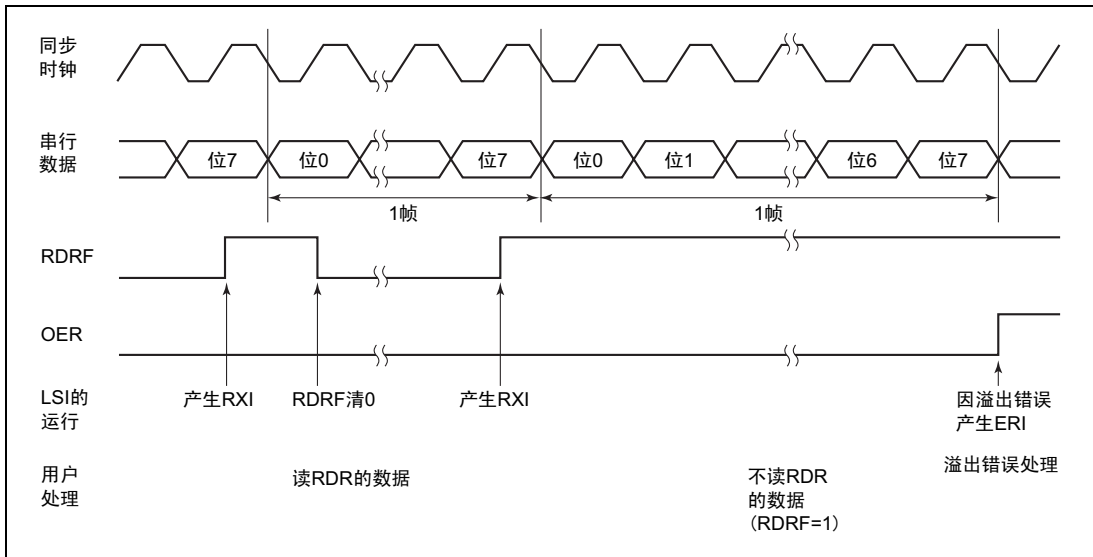 同步
时钟
串行
数据
位7
位0
位7
位0
位1
位6
位7
1帧
1帧
RDRF
OER
LSI的
运行
产生RXI
RDRF清0
产生RXI
因溢出错误
产生ERI
用户
处理
读RDR的数据
不读RDR
的数据
（RDRF=1）
溢出错误处理